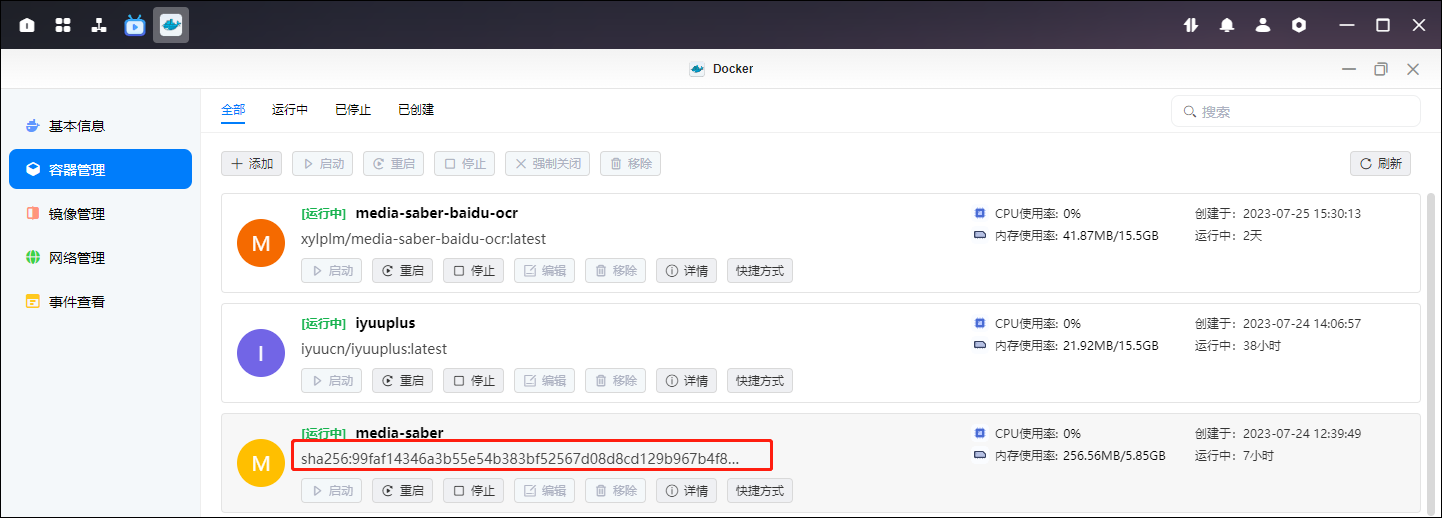 Docker
基本信息
容器管理
镜像管理
网络管理
事件查看
全部 运行中 已停止 已创建
搜索
添加 启动 重启 停止 强制关闭 移除 刷新
M
[运行中] media-saber-baidu-ocr
xylplm/media-saber-baidu-ocr:latest
启动 重启 停止 编辑 移除 详情 快捷方式
CPU使用率: 0%
内存使用率: 41.87MB/15.5GB
创建于: 2023-07-25 15:30:13
运行中: 2天
I
[运行中] iyuuplus
iyuucn/iyuuplus:latest
启动 重启 停止 编辑 移除 详情 快捷方式
CPU使用率: 0%
内存使用率: 21.92MB/15.5GB
创建于: 2023-07-24 14:06:57
运行中: 38小时
M
[运行中] media-saber
sha256:99faf14346a3b55e54b383bf52567d08d8cd129b967b4f8...
启动 重启 停止 编辑 移除 详情 快捷方式
CPU使用率: 0%
内存使用率: 256.56MB/5.85GB
创建于: 2023-07-24 12:39:49
运行中: 7小时